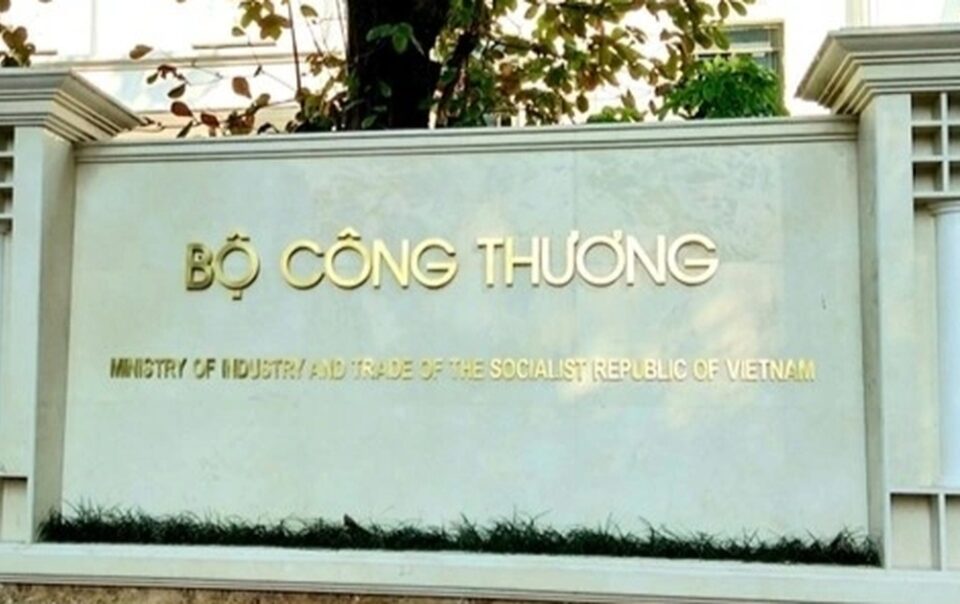 BỘ CÔNG THƯƠNG
MINISTRY OF INDUSTRY AND TRADE OF THE SOCIALIST REPUBLIC OF VIETNAM